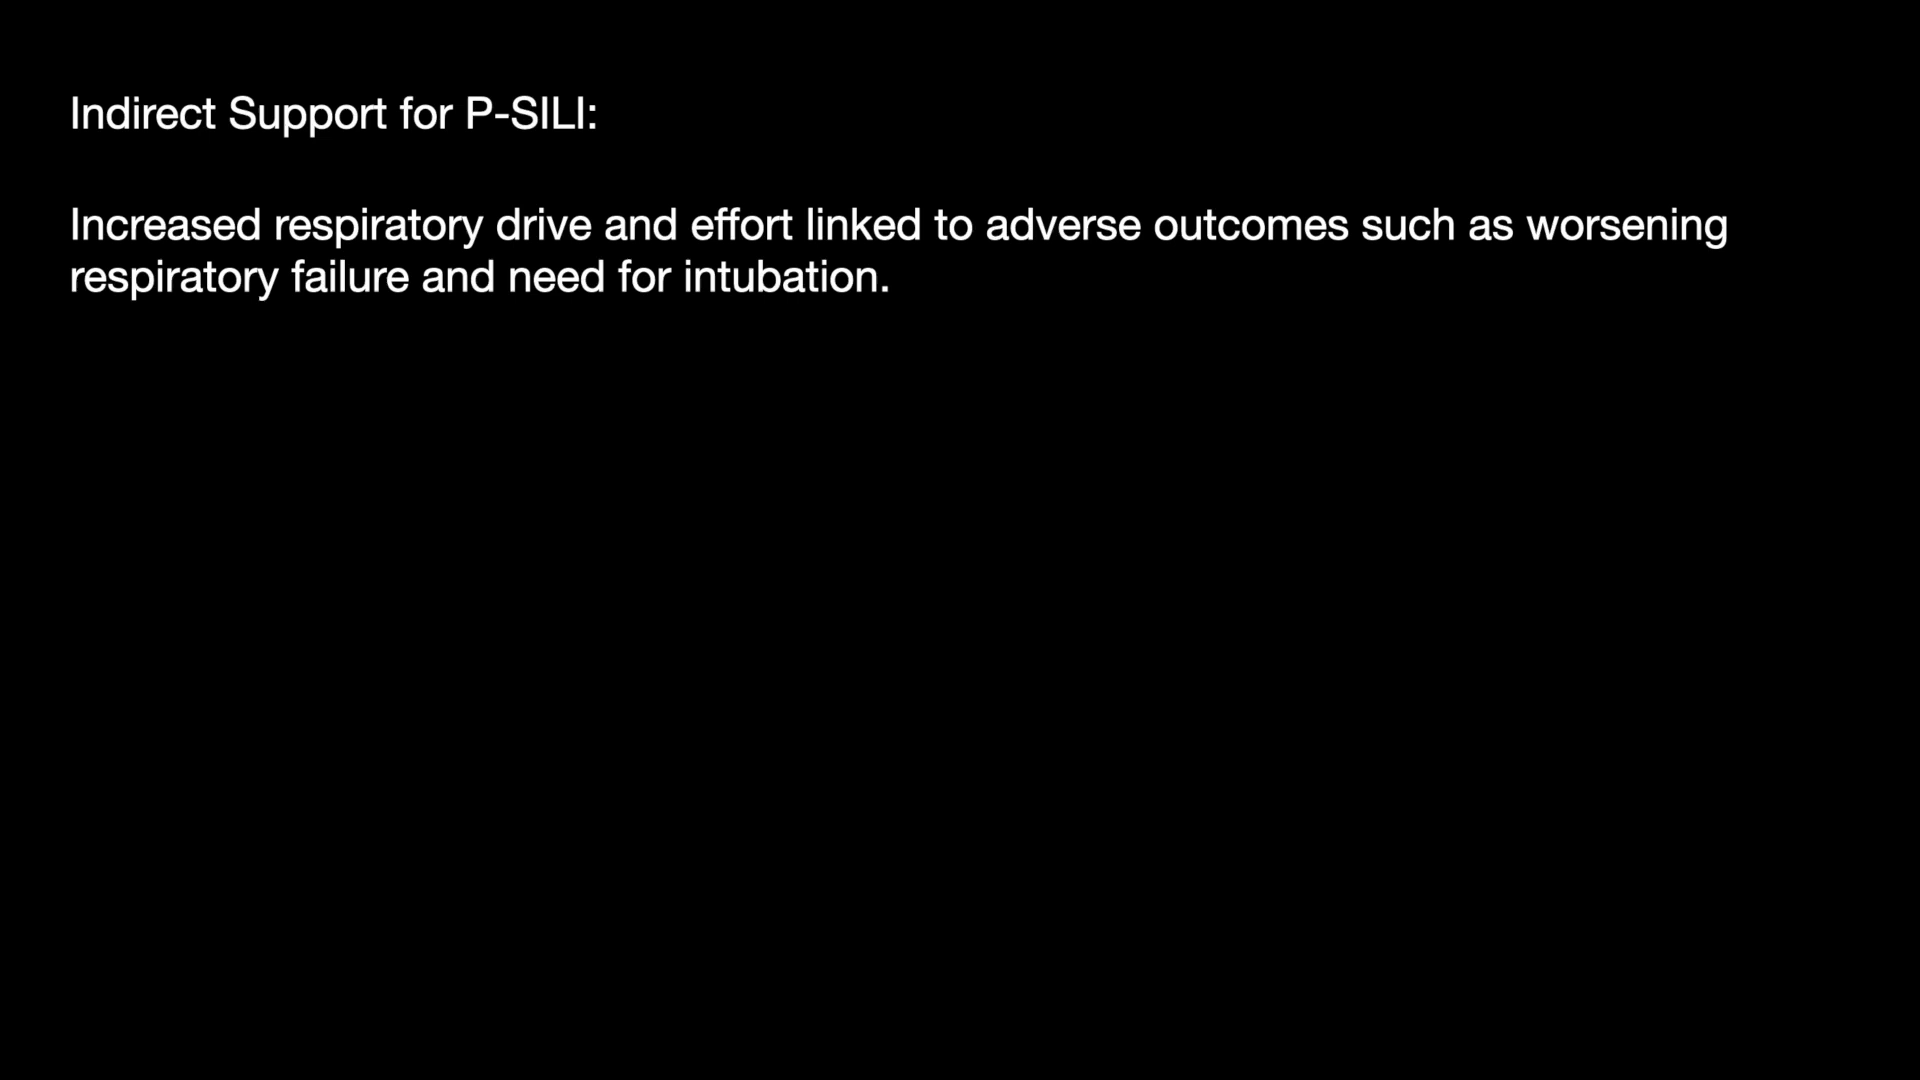 Indirect Support for P-SILI:
Increased respiratory drive and effort linked to adverse outcomes such as worsening
respiratory failure and need for intubation.